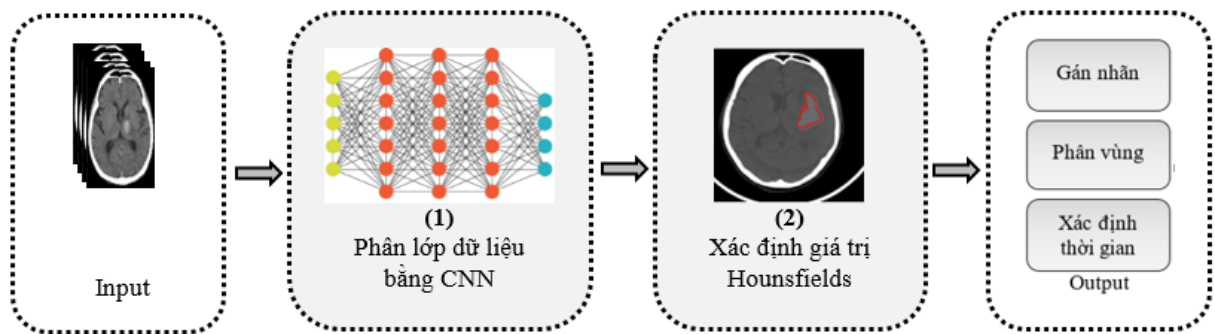 Input
(1)
Phân lớp dữ liệu
bằng CNN
(2)
Xác định giá trị
Hounsfields
Gán nhãn
Phân vùng
Xác định
thời gian
Output